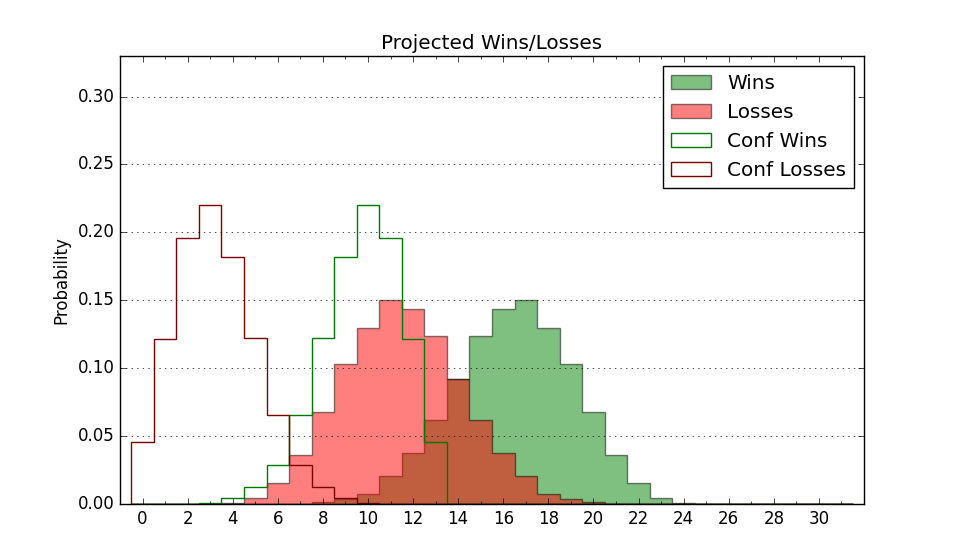 Projected Wins/Losses
Wins
Losses
Conf Wins
Conf Losses
Probability
0.30
0.25
0.20
0.15
0.10
0.05
0.00
0 2 4 6 8 10 12 14 16 18 20 22 24 26 28 30